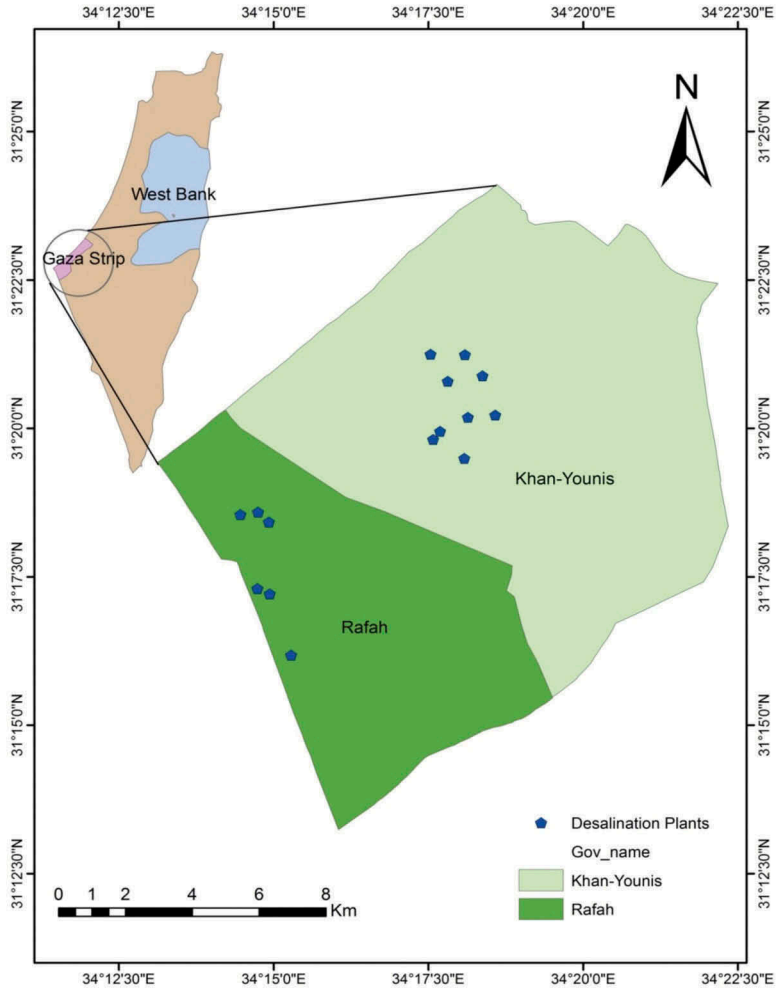 34°12'30"E 34°15'0"E 34°17'30"E 34°20'0"E 34°22'30"E
N
31°25'0"N 31°25'0"N
West Bank
Gaza Strip
31°22'30"N 31°22'30"N
31°20'0"N 31°20'0"N
Khan-Younis
31°17'30"N 31°17'30"N
Rafah
31°15'0"N 31°15'0"N
Desalination Plants
Gov_name
31°12'30"N 31°12'30"N
Khan-Younis
0 1 2 4 6 8
Km
Rafah
34°12'30"E 34°15'0"E 34°17'30"E 34°20'0"E 34°22'30"E